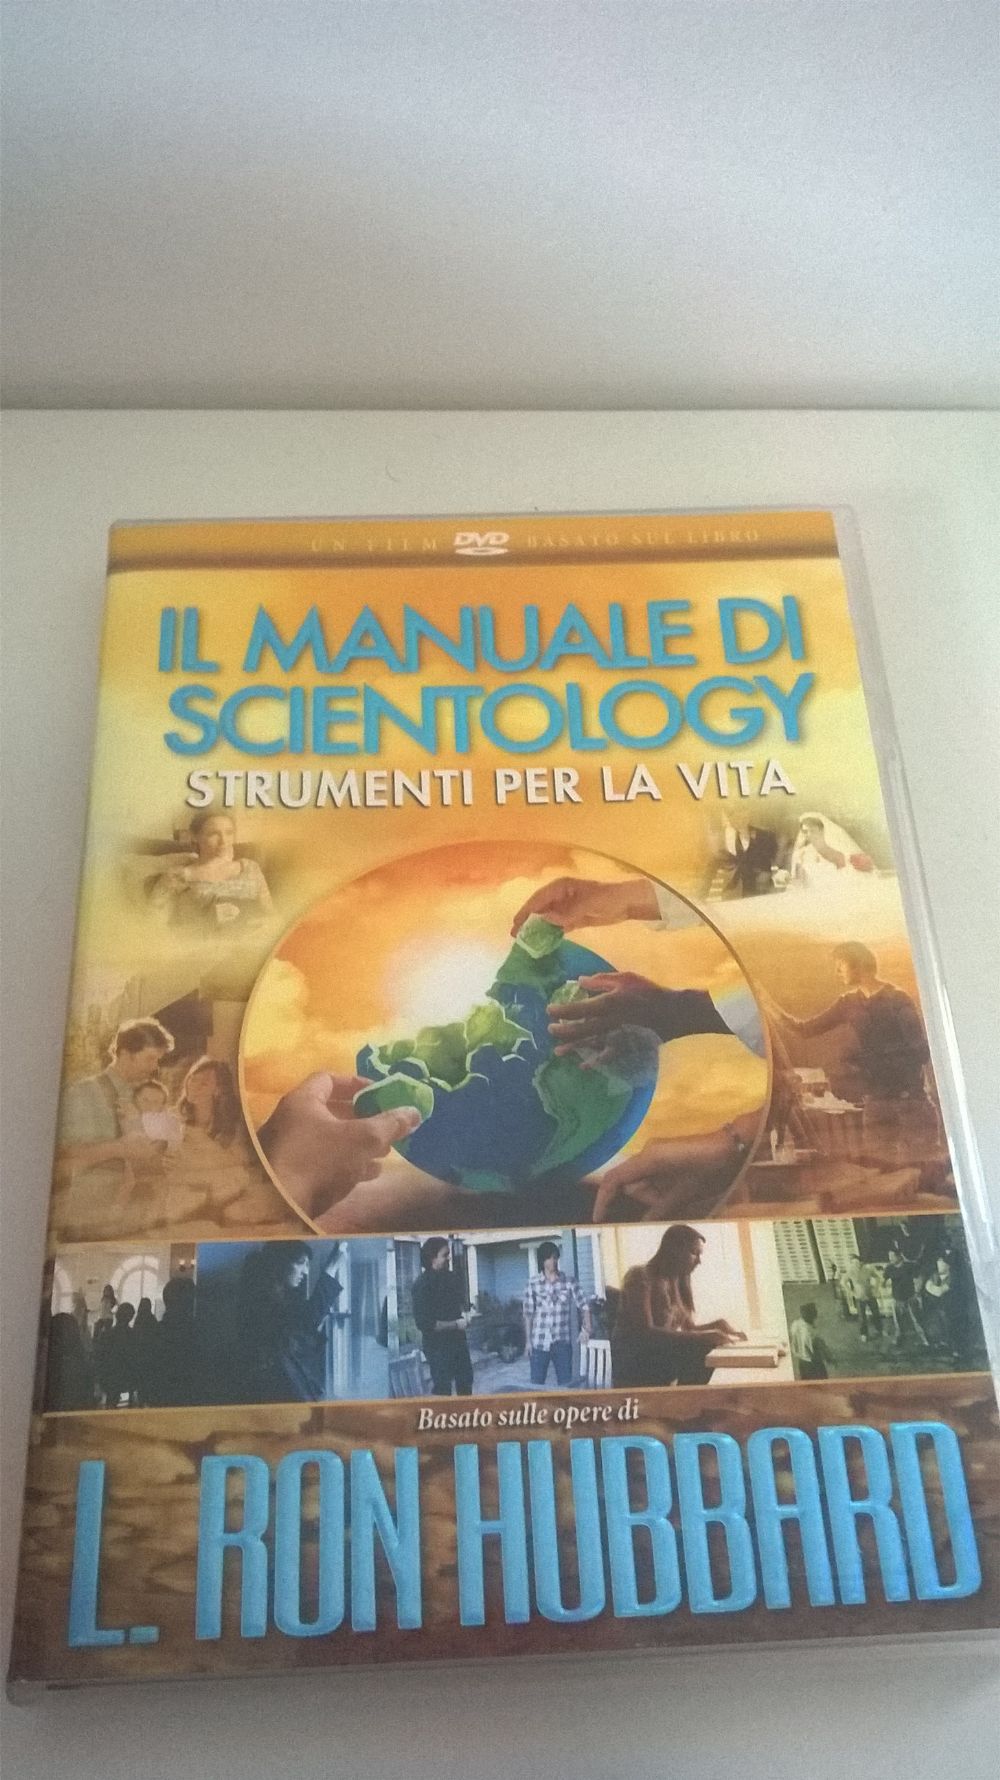 UN FILM DVD BASATO SUL LIBRO
IL MANUALE DI
SCIENTOLOGY
STRUMENTI PER LA VITA
Basato sulle opere di
L. RON HUBBARD